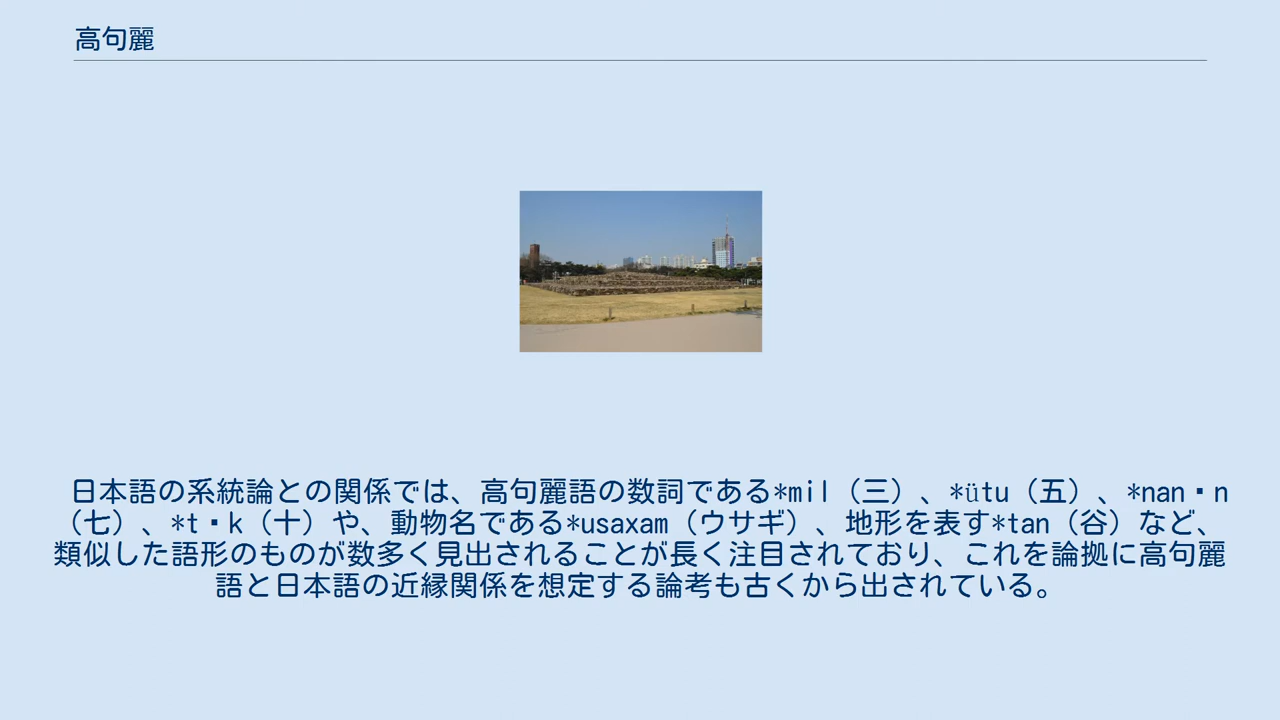 高句麗
日本語の系統論との関係では、高句麗語の数詞である*mil（三）、*ütu（五）、*nan・n
（七）、*t・k（十）や、動物名である*usaxam（ウサギ）、地形を表す*tan（谷）など、
類似した語形のものが数多く見出されることが長く注目されており、これを論拠に高句麗
語と日本語の近縁関係を想定する論考も古くから出されている。